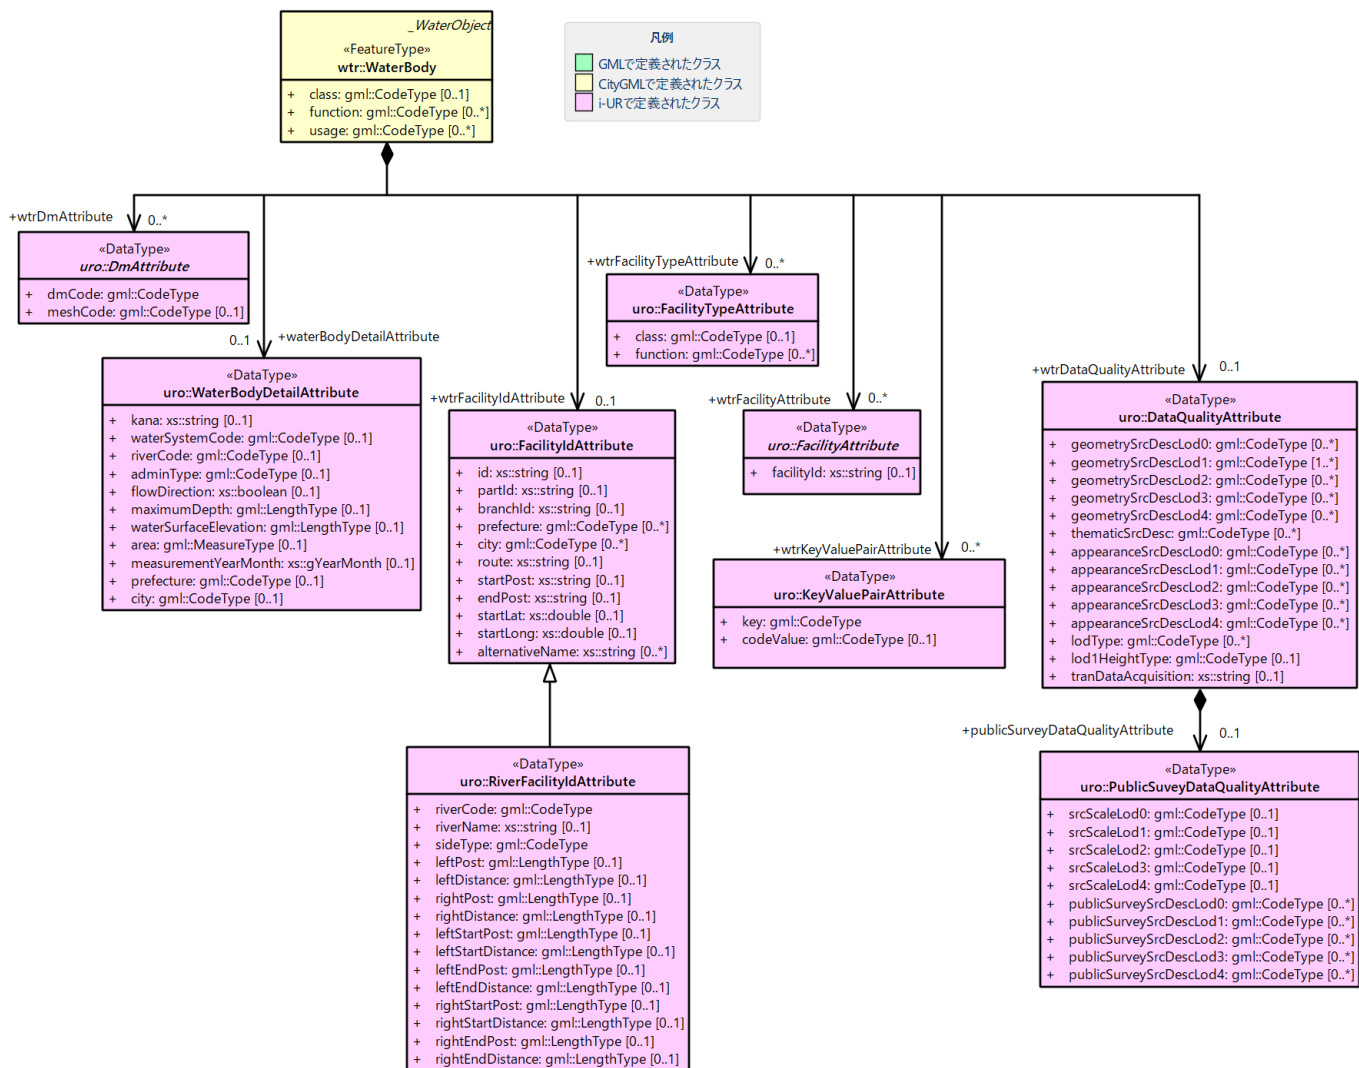 _WaterObject
«FeatureType»
wtr::WaterBody
+ class: gml::CodeType [0..1]
+ function: gml::CodeType [0..*]
+ usage: gml::CodeType [0..*]
凡例
GMLで定義されたクラス
CityGMLで定義されたクラス
i-URで定義されたクラス
+wtrDmAttribute
0..*
«DataType»
uro::DmAttribute
+ dmCode: gml::CodeType
+ meshCode: gml::CodeType [0..1]
0..1
+waterBodyDetailAttribute
«DataType»
uro::WaterBodyDetailAttribute
+ kana: xs::string [0..1]
+ waterSystemCode: gml::CodeType [0..1]
+ riverCode: gml::CodeType [0..1]
+ adminType: gml::CodeType [0..1]
+ flowDirection: xs::boolean [0..1]
+ maximumDepth: gml::LengthType [0..1]
+ waterSurfaceElevation: gml::LengthType [0..1]
+ area: gml::MeasureType [0..1]
+ measurementYearMonth: xs::gYearMonth [0..1]
+ prefecture: gml::CodeType [0..1]
+ city: gml::CodeType [0..1]
+wtrFacilityIdAttribute
0..1
«DataType»
uro::FacilityIdAttribute
+ id: xs::string [0..1]
+ partId: xs::string [0..1]
+ branchId: xs::string [0..1]
+ prefecture: gml::CodeType [0..*]
+ city: gml::CodeType [0..*]
+ route: xs::string [0..1]
+ startPost: xs::string [0..1]
+ endPost: xs::string [0..1]
+ startLat: xs::double [0..1]
+ startLong: xs::double [0..1]
+ alternativeName: xs::string [0..*]
«DataType»
uro::RiverFacilityIdAttribute
+ riverCode: gml::CodeType
+ riverName: xs::string [0..1]
+ sideType: gml::CodeType
+ leftPost: gml::LengthType [0..1]
+ leftDistance: gml::LengthType [0..1]
+ rightPost: gml::LengthType [0..1]
+ rightDistance: gml::LengthType [0..1]
+ leftStartPost: gml::LengthType [0..1]
+ leftStartDistance: gml::LengthType [0..1]
+ leftEndPost: gml::LengthType [0..1]
+ leftEndDistance: gml::LengthType [0..1]
+ rightStartPost: gml::LengthType [0..1]
+ rightStartDistance: gml::LengthType [0..1]
+ rightEndPost: gml::LengthType [0..1]
+ rightEndDistance: gml::LengthType [0..1]
+wtrFacilityTypeAttribute
0..*
«DataType»
uro::FacilityTypeAttribute
+ class: gml::CodeType [0..1]
+ function: gml::CodeType [0..*]
+wtrFacilityAttribute
0..*
«DataType»
uro::FacilityAttribute
+ facilityId: xs::string [0..1]
+wtrKeyValuePairAttribute
0..*
«DataType»
uro::KeyValuePairAttribute
+ key: gml::CodeType
+ codeValue: gml::CodeType [0..1]
+wtrDataQualityAttribute
0..1
«DataType»
uro::DataQualityAttribute
+ geometrySrcDescLod0: gml::CodeType [0..*]
+ geometrySrcDescLod1: gml::CodeType [1..*]
+ geometrySrcDescLod2: gml::CodeType [0..*]
+ geometrySrcDescLod3: gml::CodeType [0..*]
+ geometrySrcDescLod4: gml::CodeType [0..*]
+ thematicSrcDesc: gml::CodeType [0..*]
+ appearanceSrcDescLod0: gml::CodeType [0..*]
+ appearanceSrcDescLod1: gml::CodeType [0..*]
+ appearanceSrcDescLod2: gml::CodeType [0..*]
+ appearanceSrcDescLod3: gml::CodeType [0..*]
+ appearanceSrcDescLod4: gml::CodeType [0..*]
+ lodType: gml::CodeType [0..*]
+ lod1HeightType: gml::CodeType [0..1]
+ tranDataAcquisition: xs::string [0..1]
+publicSurveyDataQualityAttribute
0..1
«DataType»
uro::PublicSuveyDataQualityAttribute
+ srcScaleLod0: gml::CodeType [0..1]
+ srcScaleLod1: gml::CodeType [0..1]
+ srcScaleLod2: gml::CodeType [0..1]
+ srcScaleLod3: gml::CodeType [0..1]
+ srcScaleLod4: gml::CodeType [0..1]
+ publicSurveySrcDescLod0: gml::CodeType [0..*]
+ publicSurveySrcDescLod1: gml::CodeType [0..*]
+ publicSurveySrcDescLod2: gml::CodeType [0..*]
+ publicSurveySrcDescLod3: gml::CodeType [0..*]
+ publicSurveySrcDescLod4: gml::CodeType [0..*]